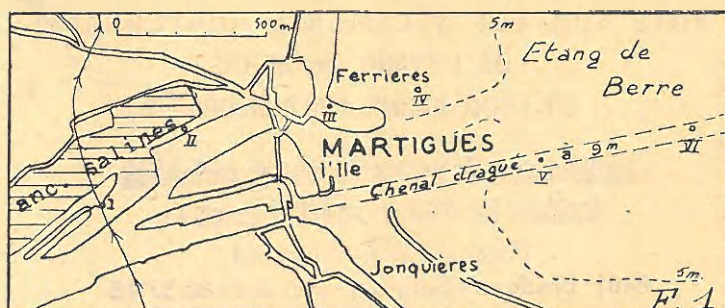 0
500m
5m
Etang de
Berre
Ferrières
IV
III
MARTIGUES
II
l'Ile
VI
anc. salines
Chenal dragué à 9m
V
I
Jonquières
5m.
F. 1